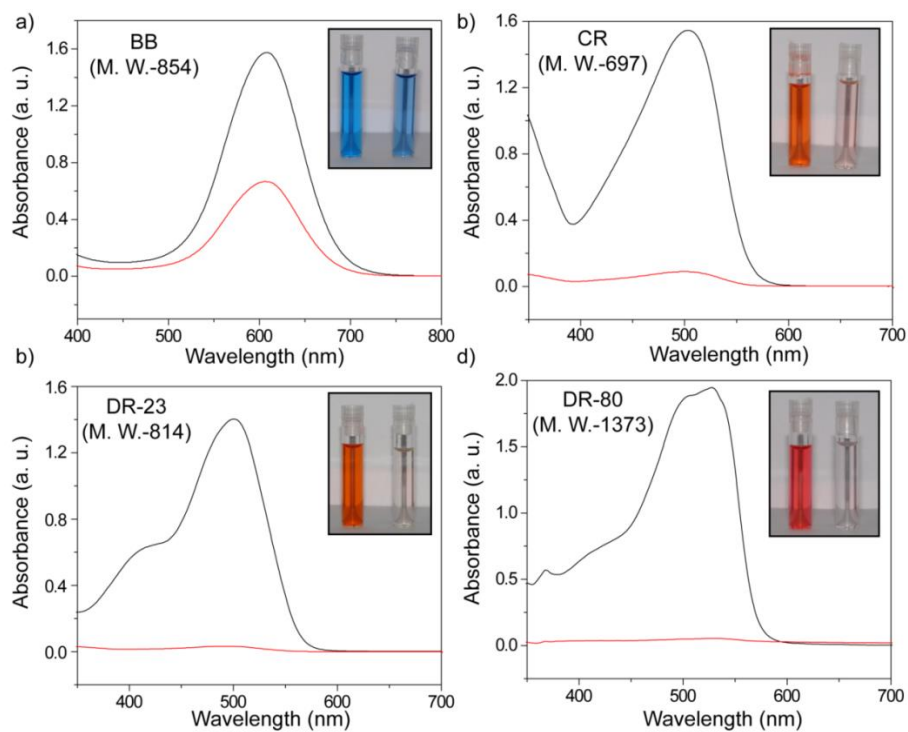 a)
BB
(M. W.-854)
Absorbance (a. u.)
1.6
1.2
0.8
0.4
0.0
400 500 600 700 800
Wavelength (nm)
b)
CR
(M. W.-697)
Absorbance (a. u.)
1.6
1.2
0.8
0.4
0.0
400 500 600 700
Wavelength (nm)
b)
DR-23
(M. W.-814)
Absorbance (a. u.)
1.6
1.2
0.8
0.4
0.0
400 500 600 700
Wavelength (nm)
d)
DR-80
(M. W.-1373)
Absorbance (a. u.)
2.0
1.5
1.0
0.5
0.0
400 500 600 700
Wavelength (nm)